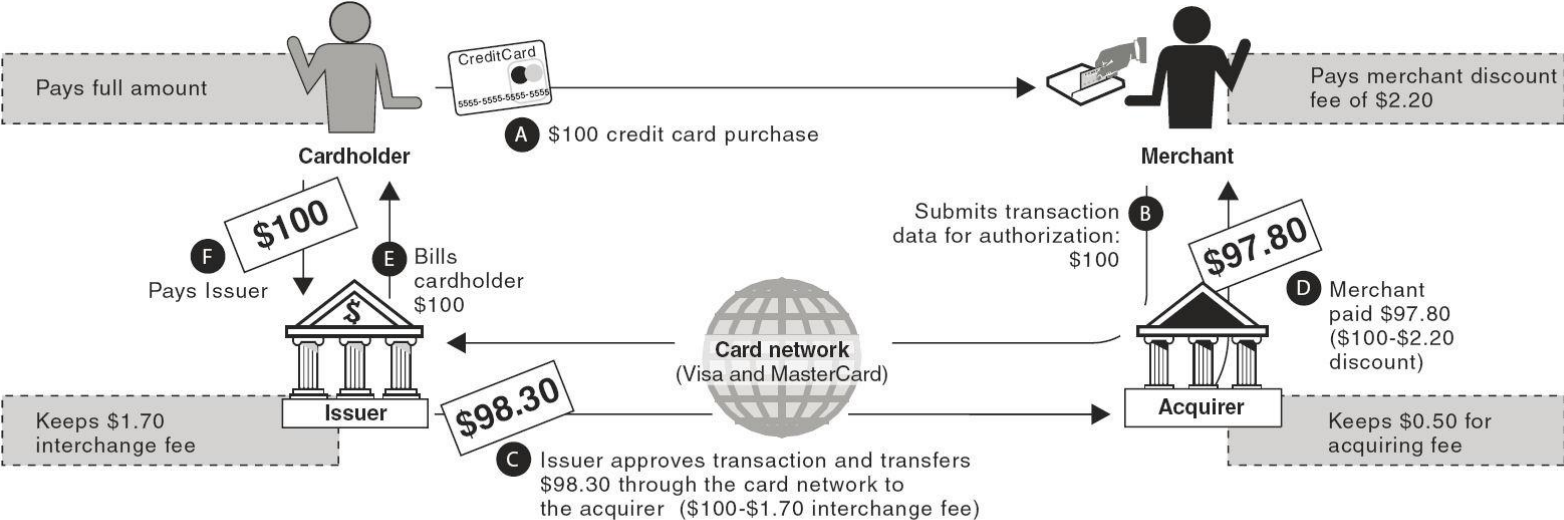 CreditCard
5555-5555-5555-5555
Pays full amount
Pays merchant discount
fee of $2.20
A
$100 credit card purchase
Cardholder
Merchant
$100
F
Pays Issuer
E
Bills
cardholder
$100
Submits transaction
data for authorization:
$100
B
$97.80
D
Merchant
paid $97.80
($100-$2.20
discount)
$
Card network
(Visa and MasterCard)
Issuer
$98.30
Acquirer
Keeps $1.70
interchange fee
Keeps $0.50 for
acquiring fee
C
Issuer approves transaction and transfers
$98.30 through the card network to
the acquirer  ($100-$1.70 interchange fee)